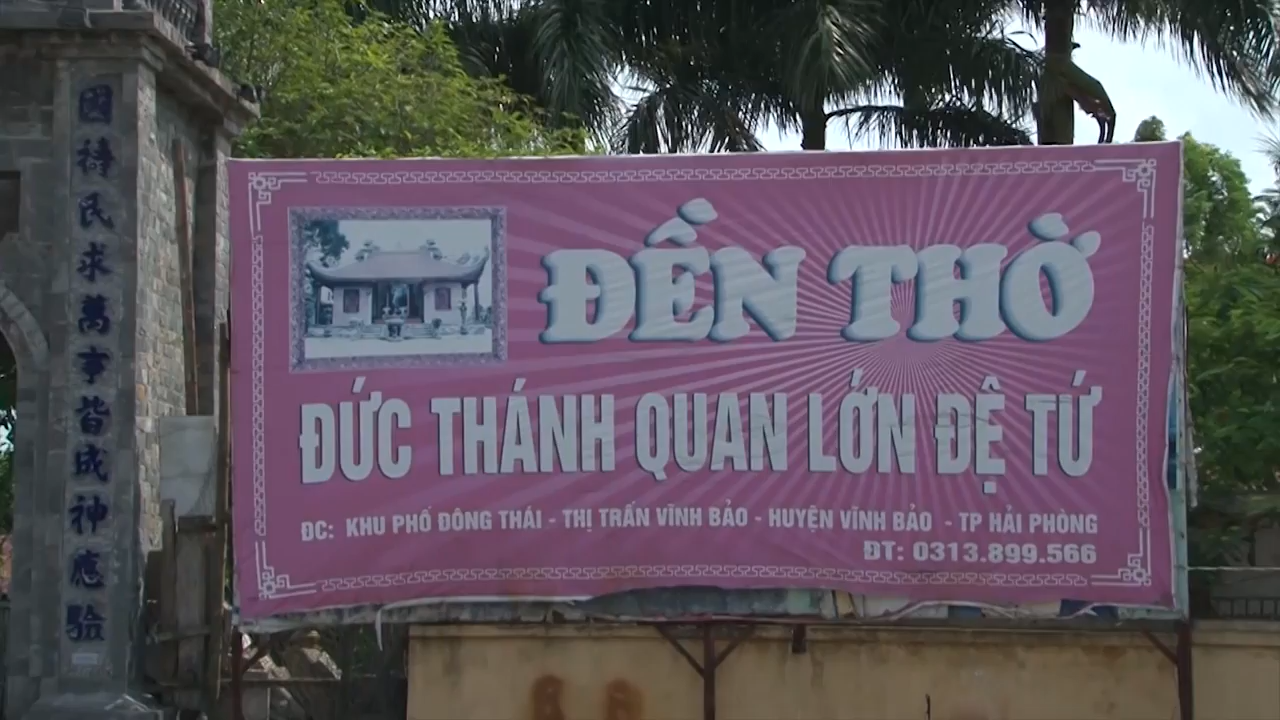 國禱民求萬事皆成神應驗
ĐỀN THỜ
ĐỨC THÁNH QUAN LỚN ĐỆ TỨ
ĐC: KHU PHỐ ĐÔNG THÁI - THỊ TRẤN VĨNH BẢO - HUYỆN VĨNH BẢO - TP HẢI PHÒNG
ĐT: 0313.899.566